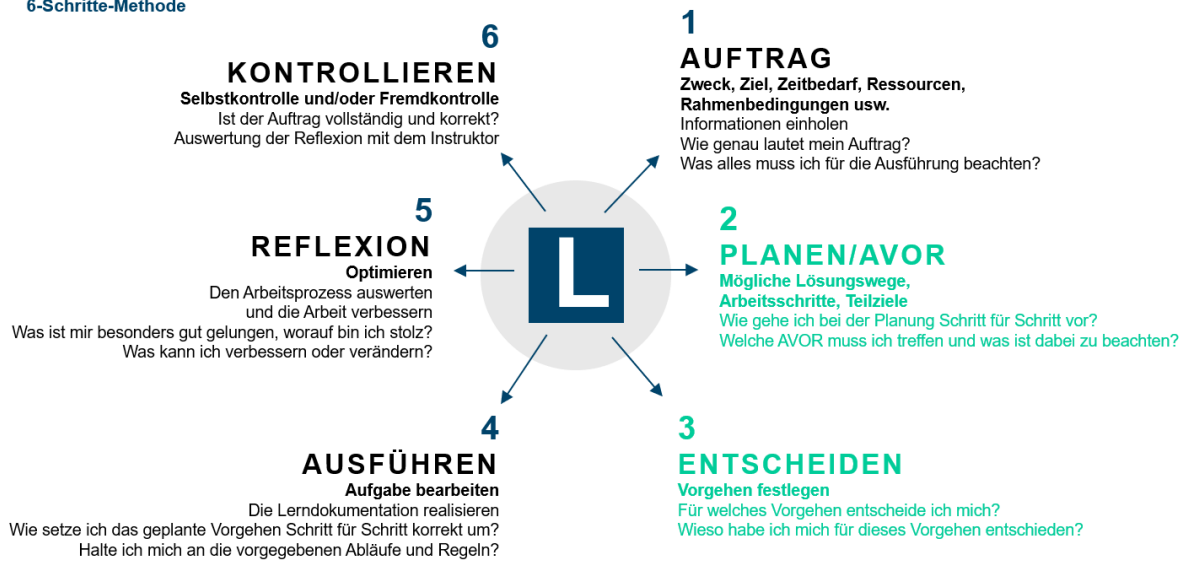 6-Schritte-Methode
1
AUFTRAG
Zweck, Ziel, Zeitbedarf, Ressourcen,
Rahmenbedingungen usw.
Informationen einholen
Wie genau lautet mein Auftrag?
Was alles muss ich für die Ausführung beachten?
2
PLANEN/AVOR
Mögliche Lösungswege,
Arbeitsschritte, Teilziele
Wie gehe ich bei der Planung Schritt für Schritt vor?
Welche AVOR muss ich treffen und was ist dabei zu beachten?
3
ENTSCHEIDEN
Vorgehen festlegen
Für welches Vorgehen entscheide ich mich?
Wieso habe ich mich für dieses Vorgehen entschieden?
4
AUSFÜHREN
Aufgabe bearbeiten
Die Lerndokumentation realisieren
Wie setze ich das geplante Vorgehen Schritt für Schritt korrekt um?
Halte ich mich an die vorgegebenen Abläufe und Regeln?
5
REFLEXION
Optimieren
Den Arbeitsprozess auswerten
und die Arbeit verbessern
Was ist mir besonders gut gelungen, worauf bin ich stolz?
Was kann ich verbessern oder verändern?
6
KONTROLLIEREN
Selbstkontrolle und/oder Fremdkontrolle
Ist der Auftrag vollständig und korrekt?
Auswertung der Reflexion mit dem Instruktor
L